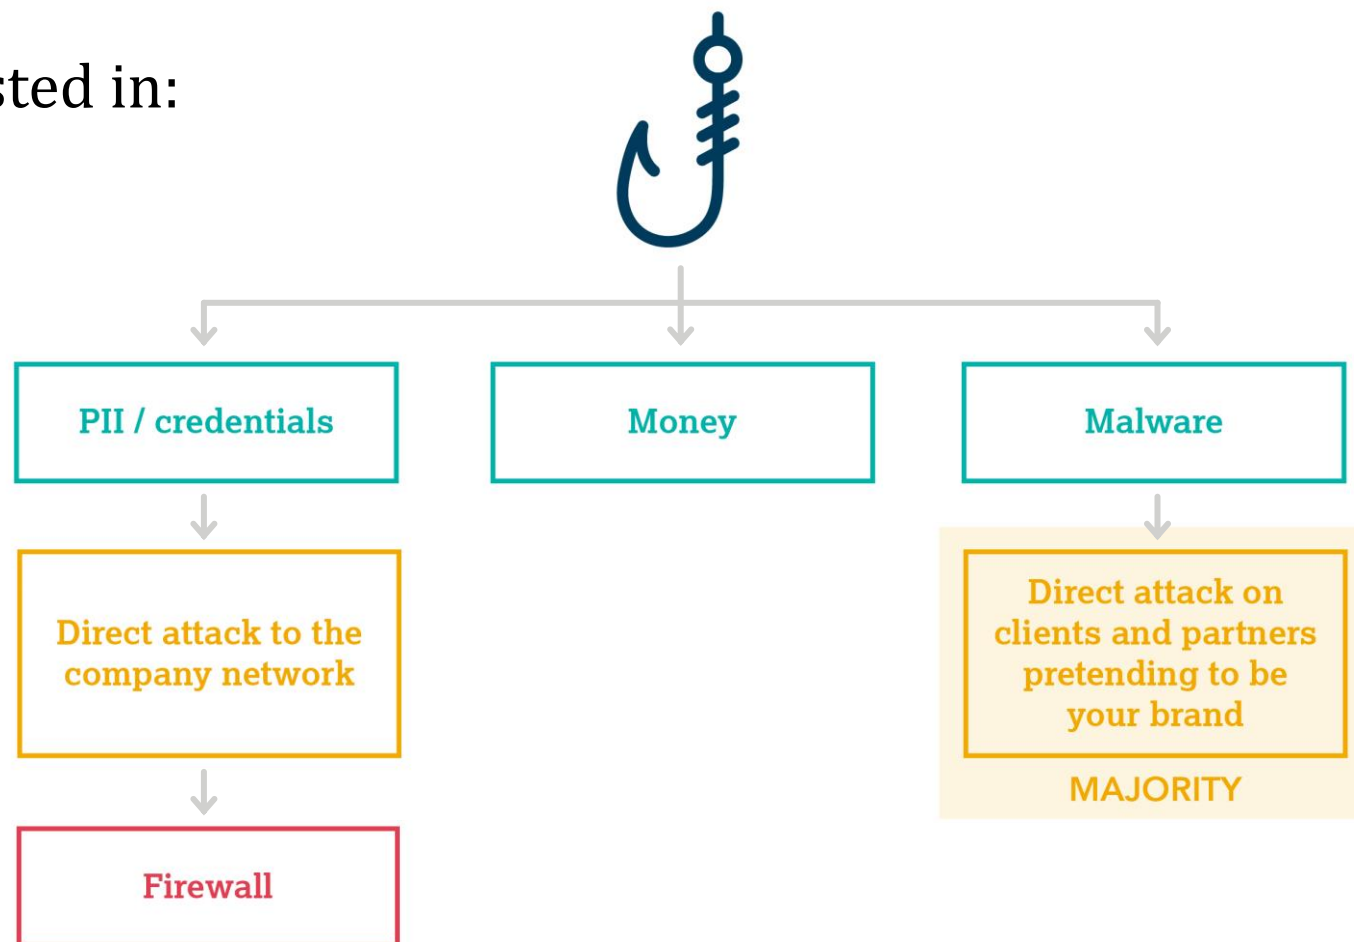 sted in:
PII / credentials
Money
Malware
Direct attack to the
company network
Direct attack on
clients and partners
pretending to be
your brand
MAJORITY
Firewall